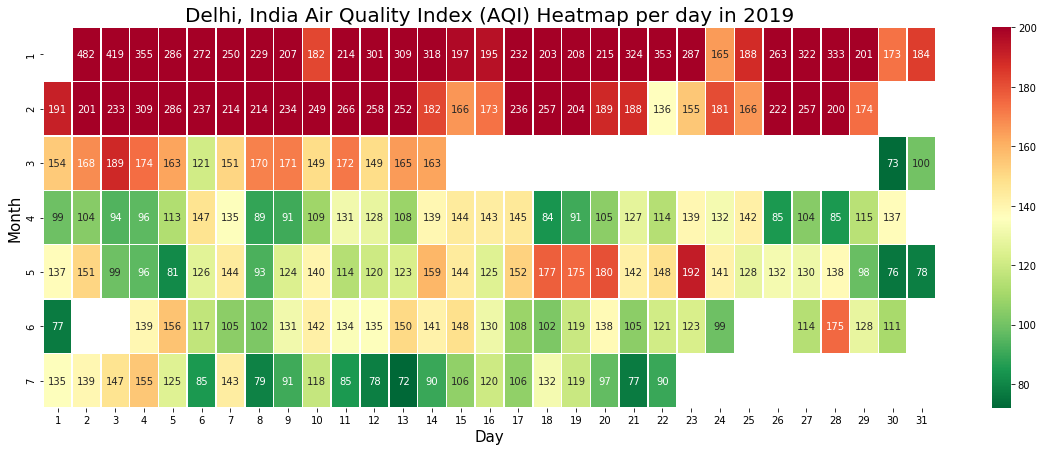 Delhi, India Air Quality Index (AQI) Heatmap per day in 2019
1 482 419 355 286 272 250 229 207 182 214 301 309 318 197 195 232 203 208 215 324 353 287 165 188 263 322 333 201 173 184
2 191 201 233 309 286 237 214 214 234 249 266 258 252 182 166 173 236 257 204 189 188 136 155 181 166 222 257 200 174
3 154 168 189 174 163 121 151 170 171 149 172 149 165 163 73 100
4 99 104 94 96 113 147 135 89 91 109 131 128 108 139 144 143 145 84 91 105 127 114 139 132 142 85 104 85 115 137
5 137 151 99 96 81 126 144 93 124 140 114 120 123 159 144 125 152 177 175 180 142 148 192 141 128 132 130 138 98 76 78
6 77 139 156 117 105 102 131 142 134 135 150 141 148 130 108 102 119 138 105 121 123 99 114 175 128 111
7 135 139 147 155 125 85 143 79 91 118 85 78 72 90 106 120 106 132 119 97 77 90
1 2 3 4 5 6 7 8 9 10 11 12 13 14 15 16 17 18 19 20 21 22 23 24 25 26 27 28 29 30 31
Month
Day
200
180
160
140
120
100
80